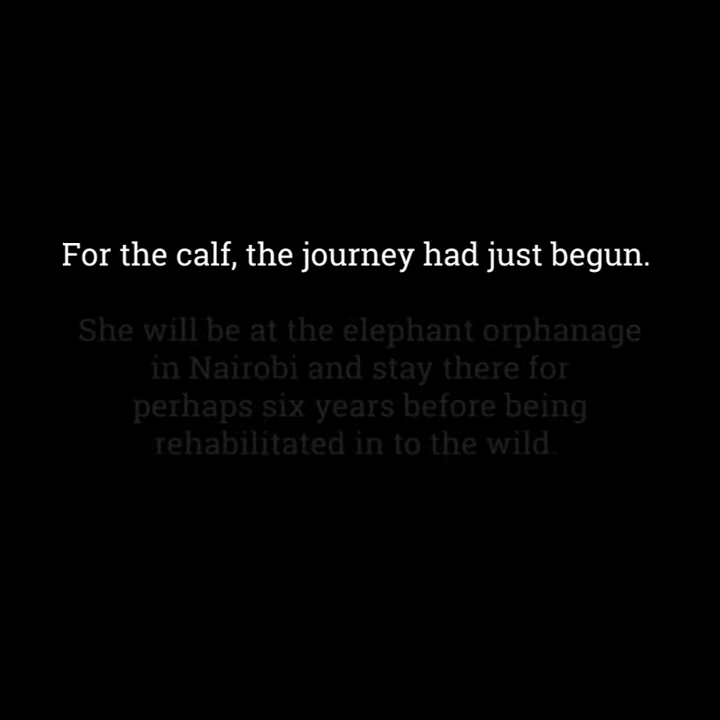 For the calf, the journey had just begun.
She will be at the elephant orphanage
in Nairobi and stay there for
perhaps six years before being
rehabilitated in to the wild.